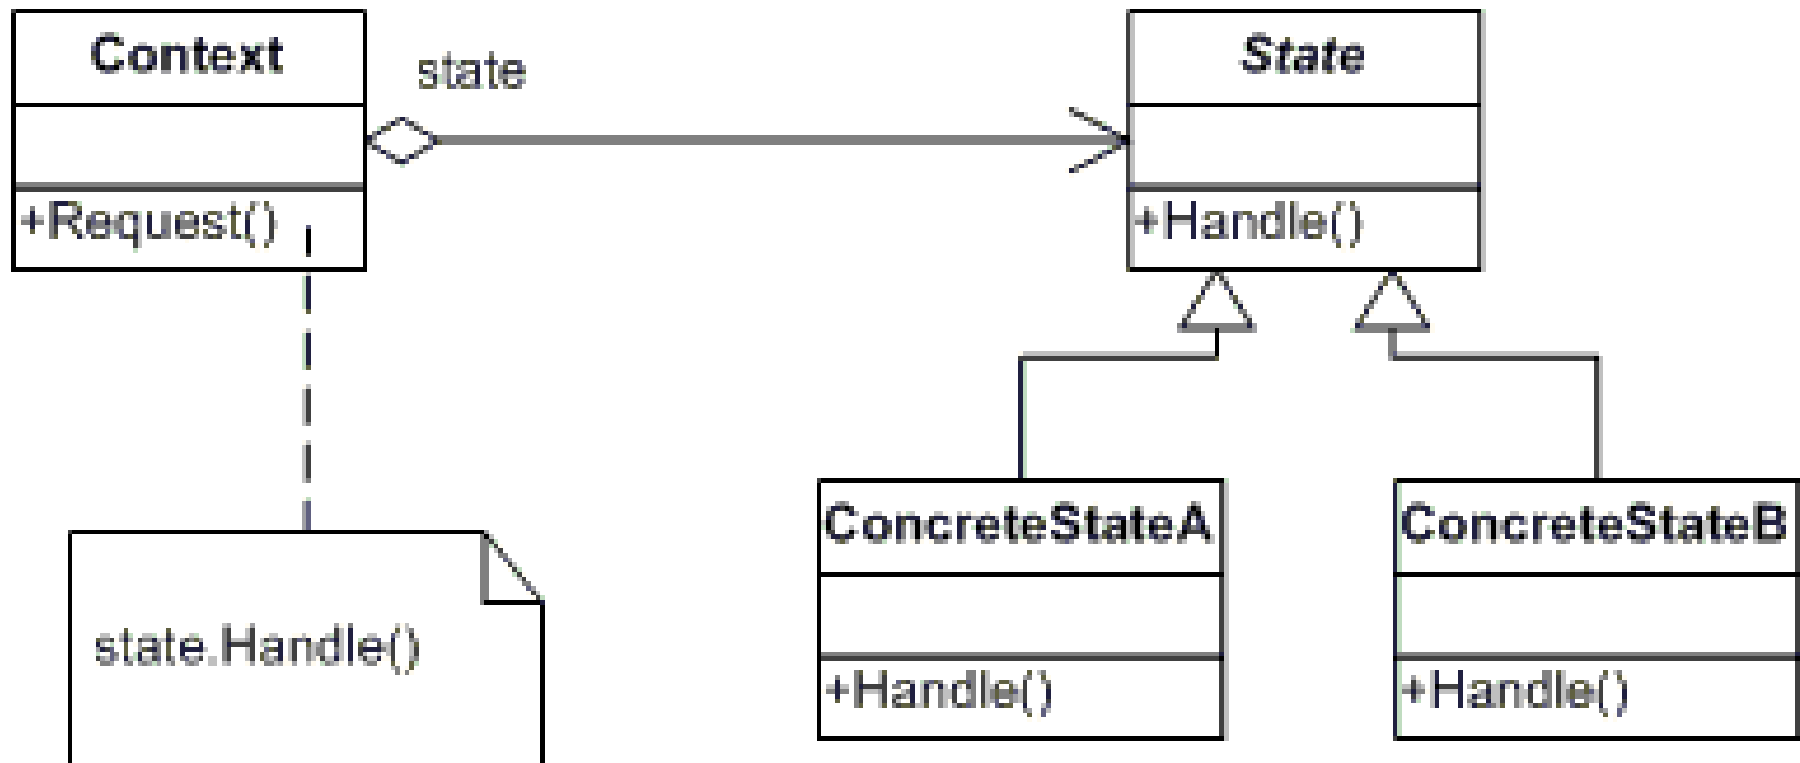 Context
state
State
+Request()
+Handle()
ConcreteStateA
ConcreteStateB
state.Handle()
+Handle()
+Handle()